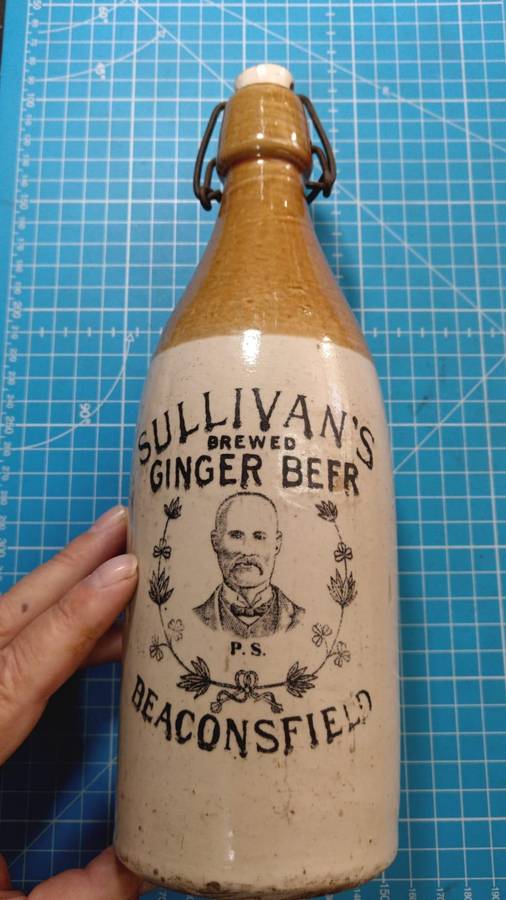 SULLIVAN'S
BREWED
GINGER BEER
P. S.
BEACONSFIELD